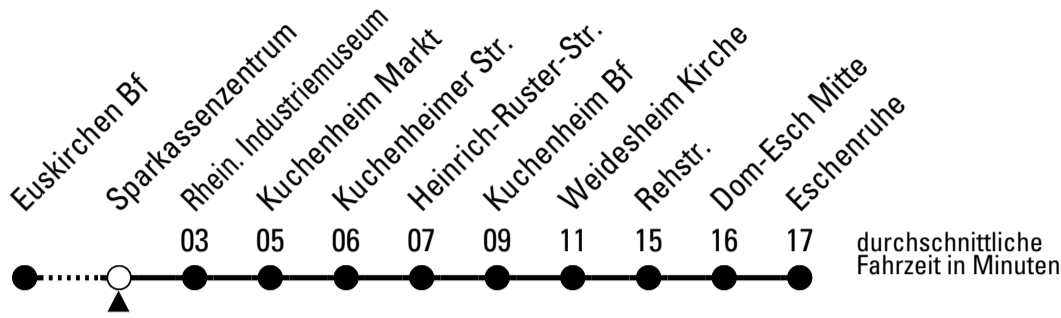 Euskirchen Bf
Sparkassenzentrum
Rhein. Industriemuseum
Kuchenheim Markt
Kuchenheimer Str.
Heinrich-Ruster-Str.
Kuchenheim Bf
Weidesheim Kirche
Rehstr.
Dom-Esch Mitte
Eschenruhe
03 05 06 07 09 11 15 16 17
durchschnittliche
Fahrzeit in Minuten